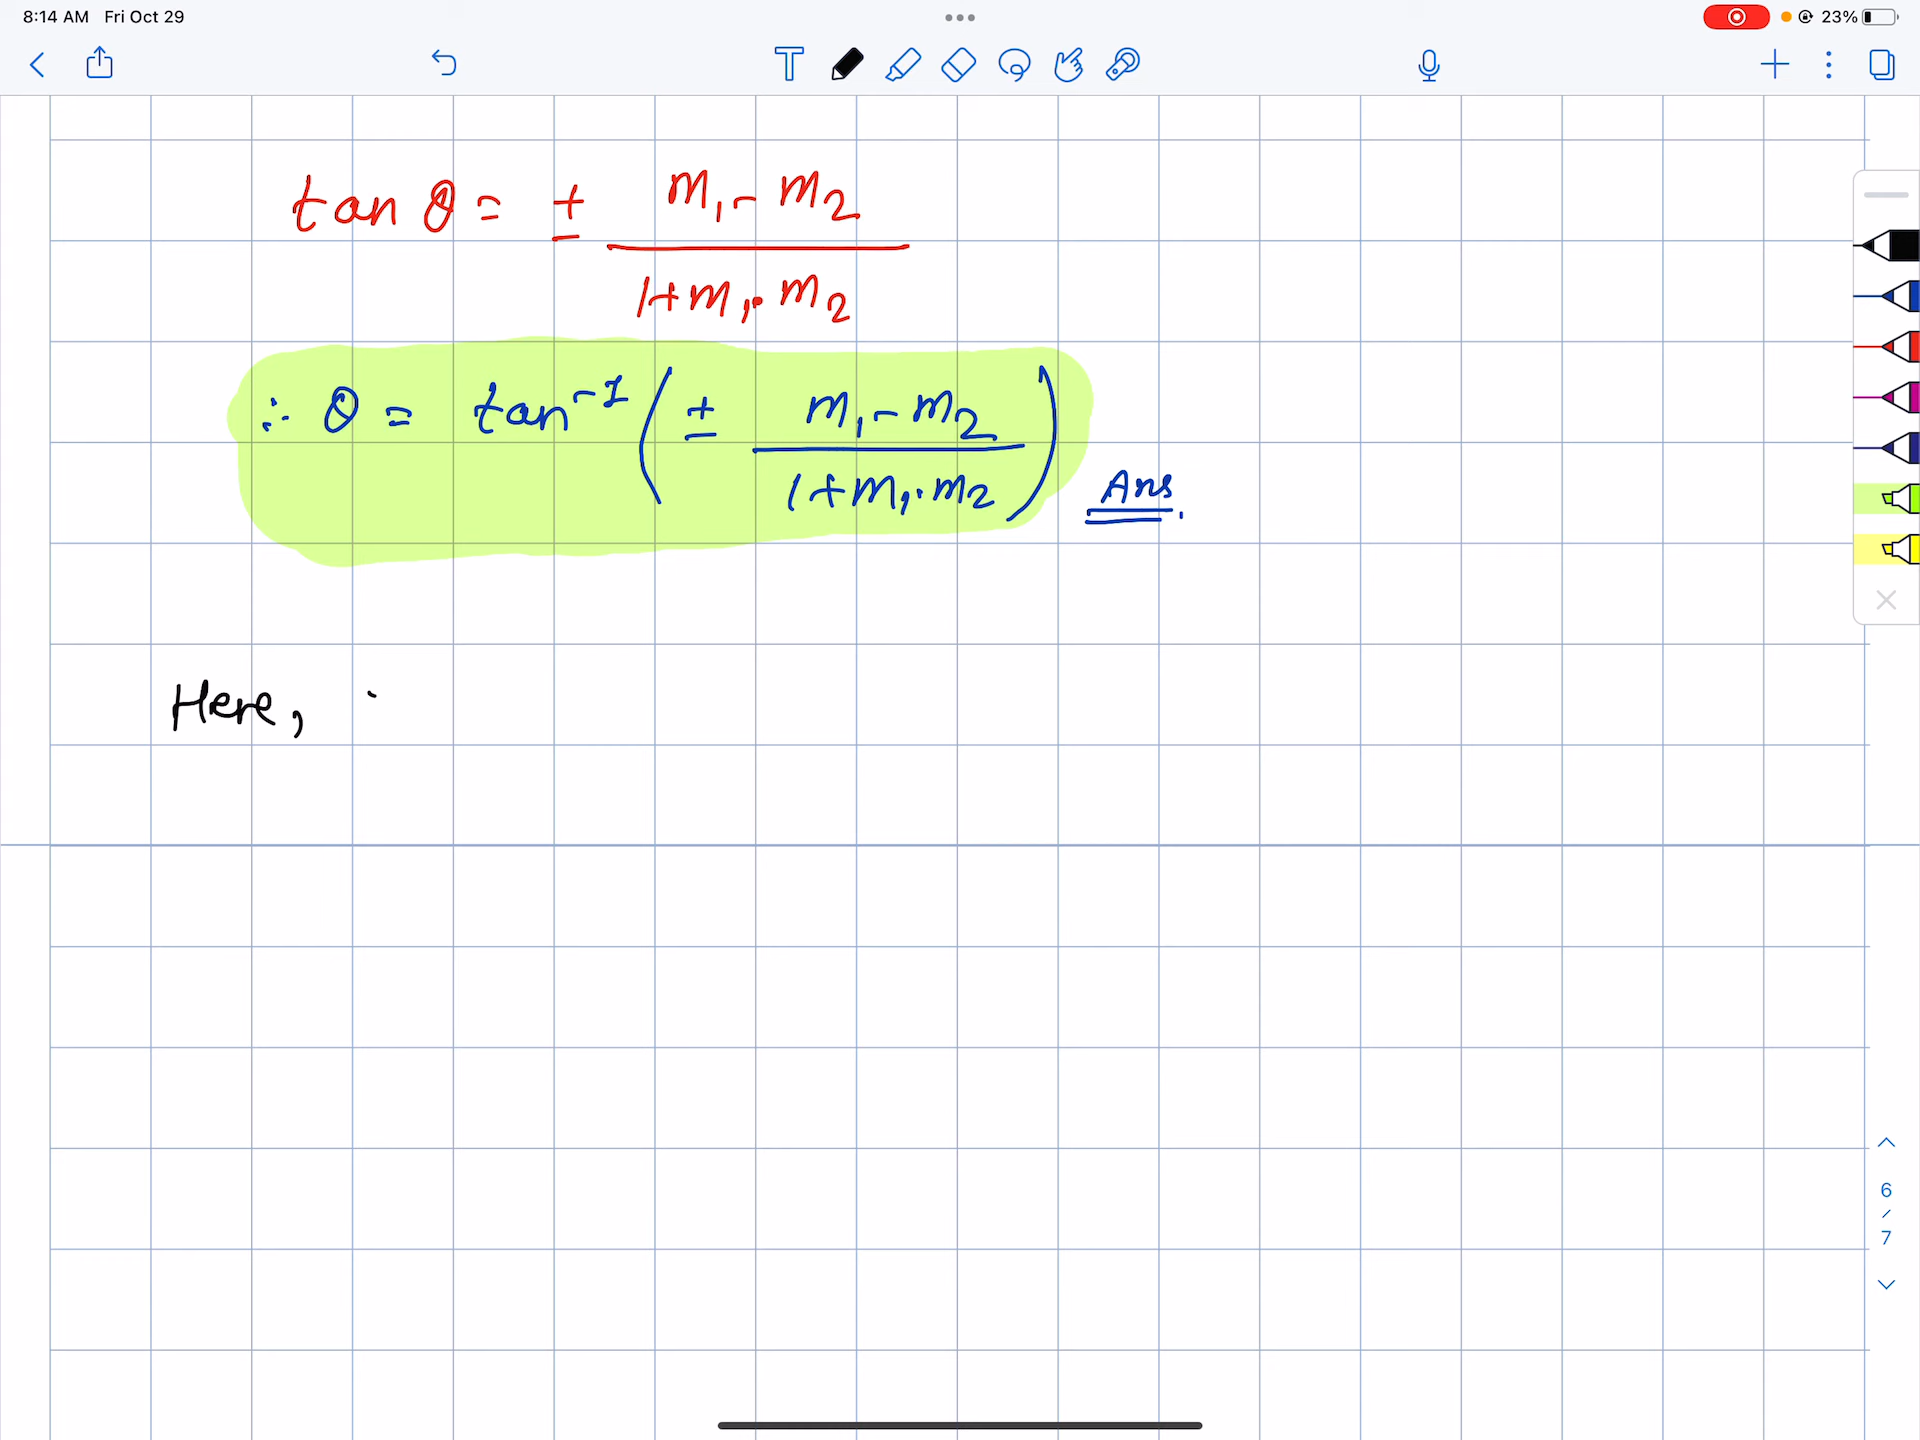 8:14 AM Fri Oct 29
23%
T
tan θ = ± m₁ - m₂
1+m₁.m₂
∴ θ = tan⁻¹ ( ± m₁ - m₂ )
1+m₁.m₂
Ans.
Here,
6
/
7